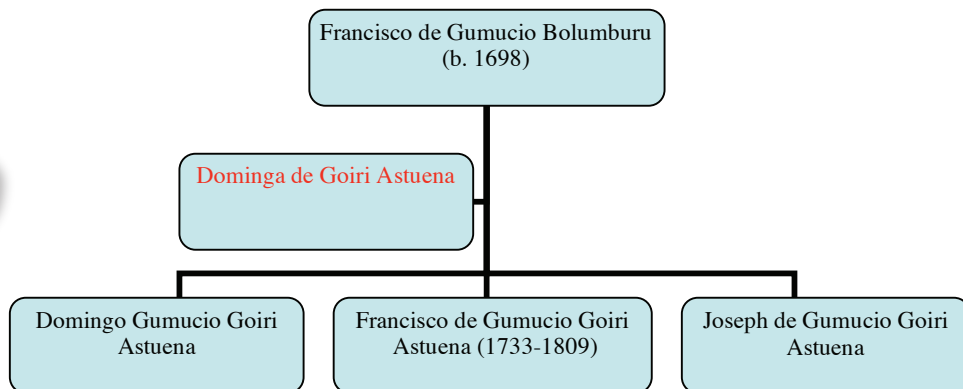 Francisco de Gumucio Bolumburu
(b. 1698)
Dominga de Goiri Astuena
Domingo Gumucio Goiri
Astuena
Francisco de Gumucio Goiri
Astuena (1733-1809)
Joseph de Gumucio Goiri
Astuena